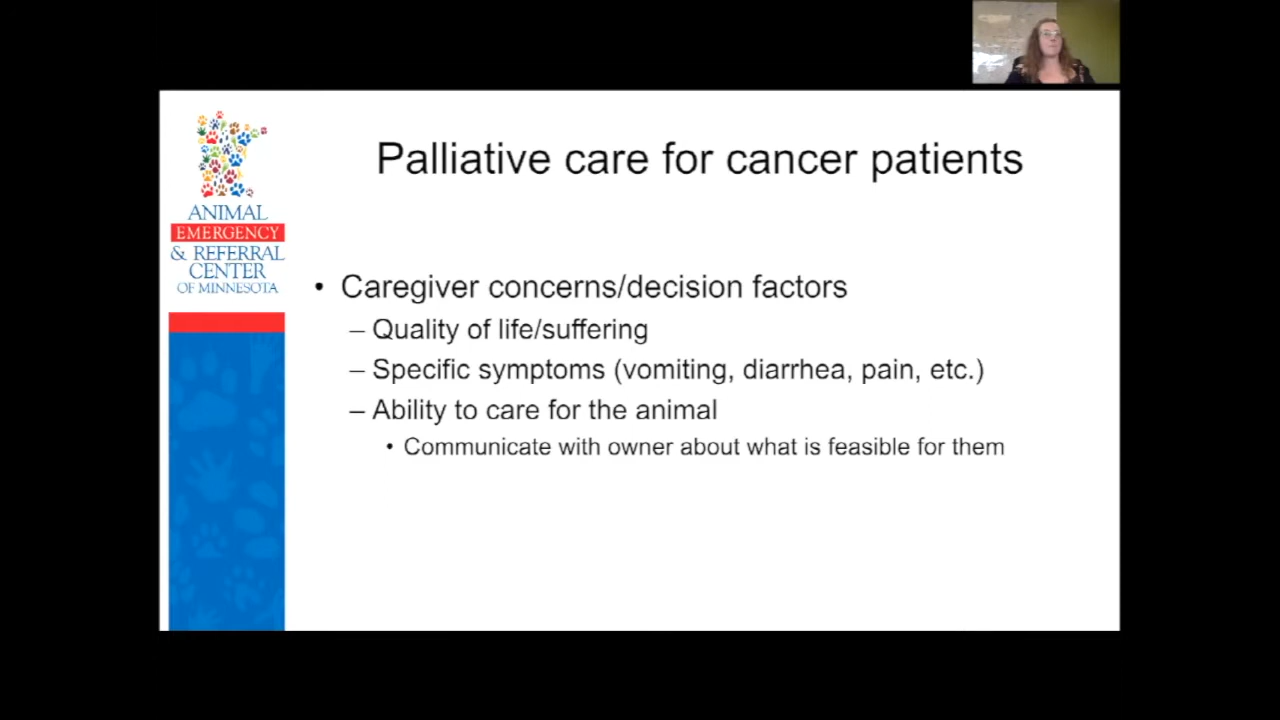 Palliative care for cancer patients
ANIMAL
EMERGENCY
& REFERRAL
CENTER
OF MINNESOTA
• Caregiver concerns/decision factors
– Quality of life/suffering
– Specific symptoms (vomiting, diarrhea, pain, etc.)
– Ability to care for the animal
• Communicate with owner about what is feasible for them